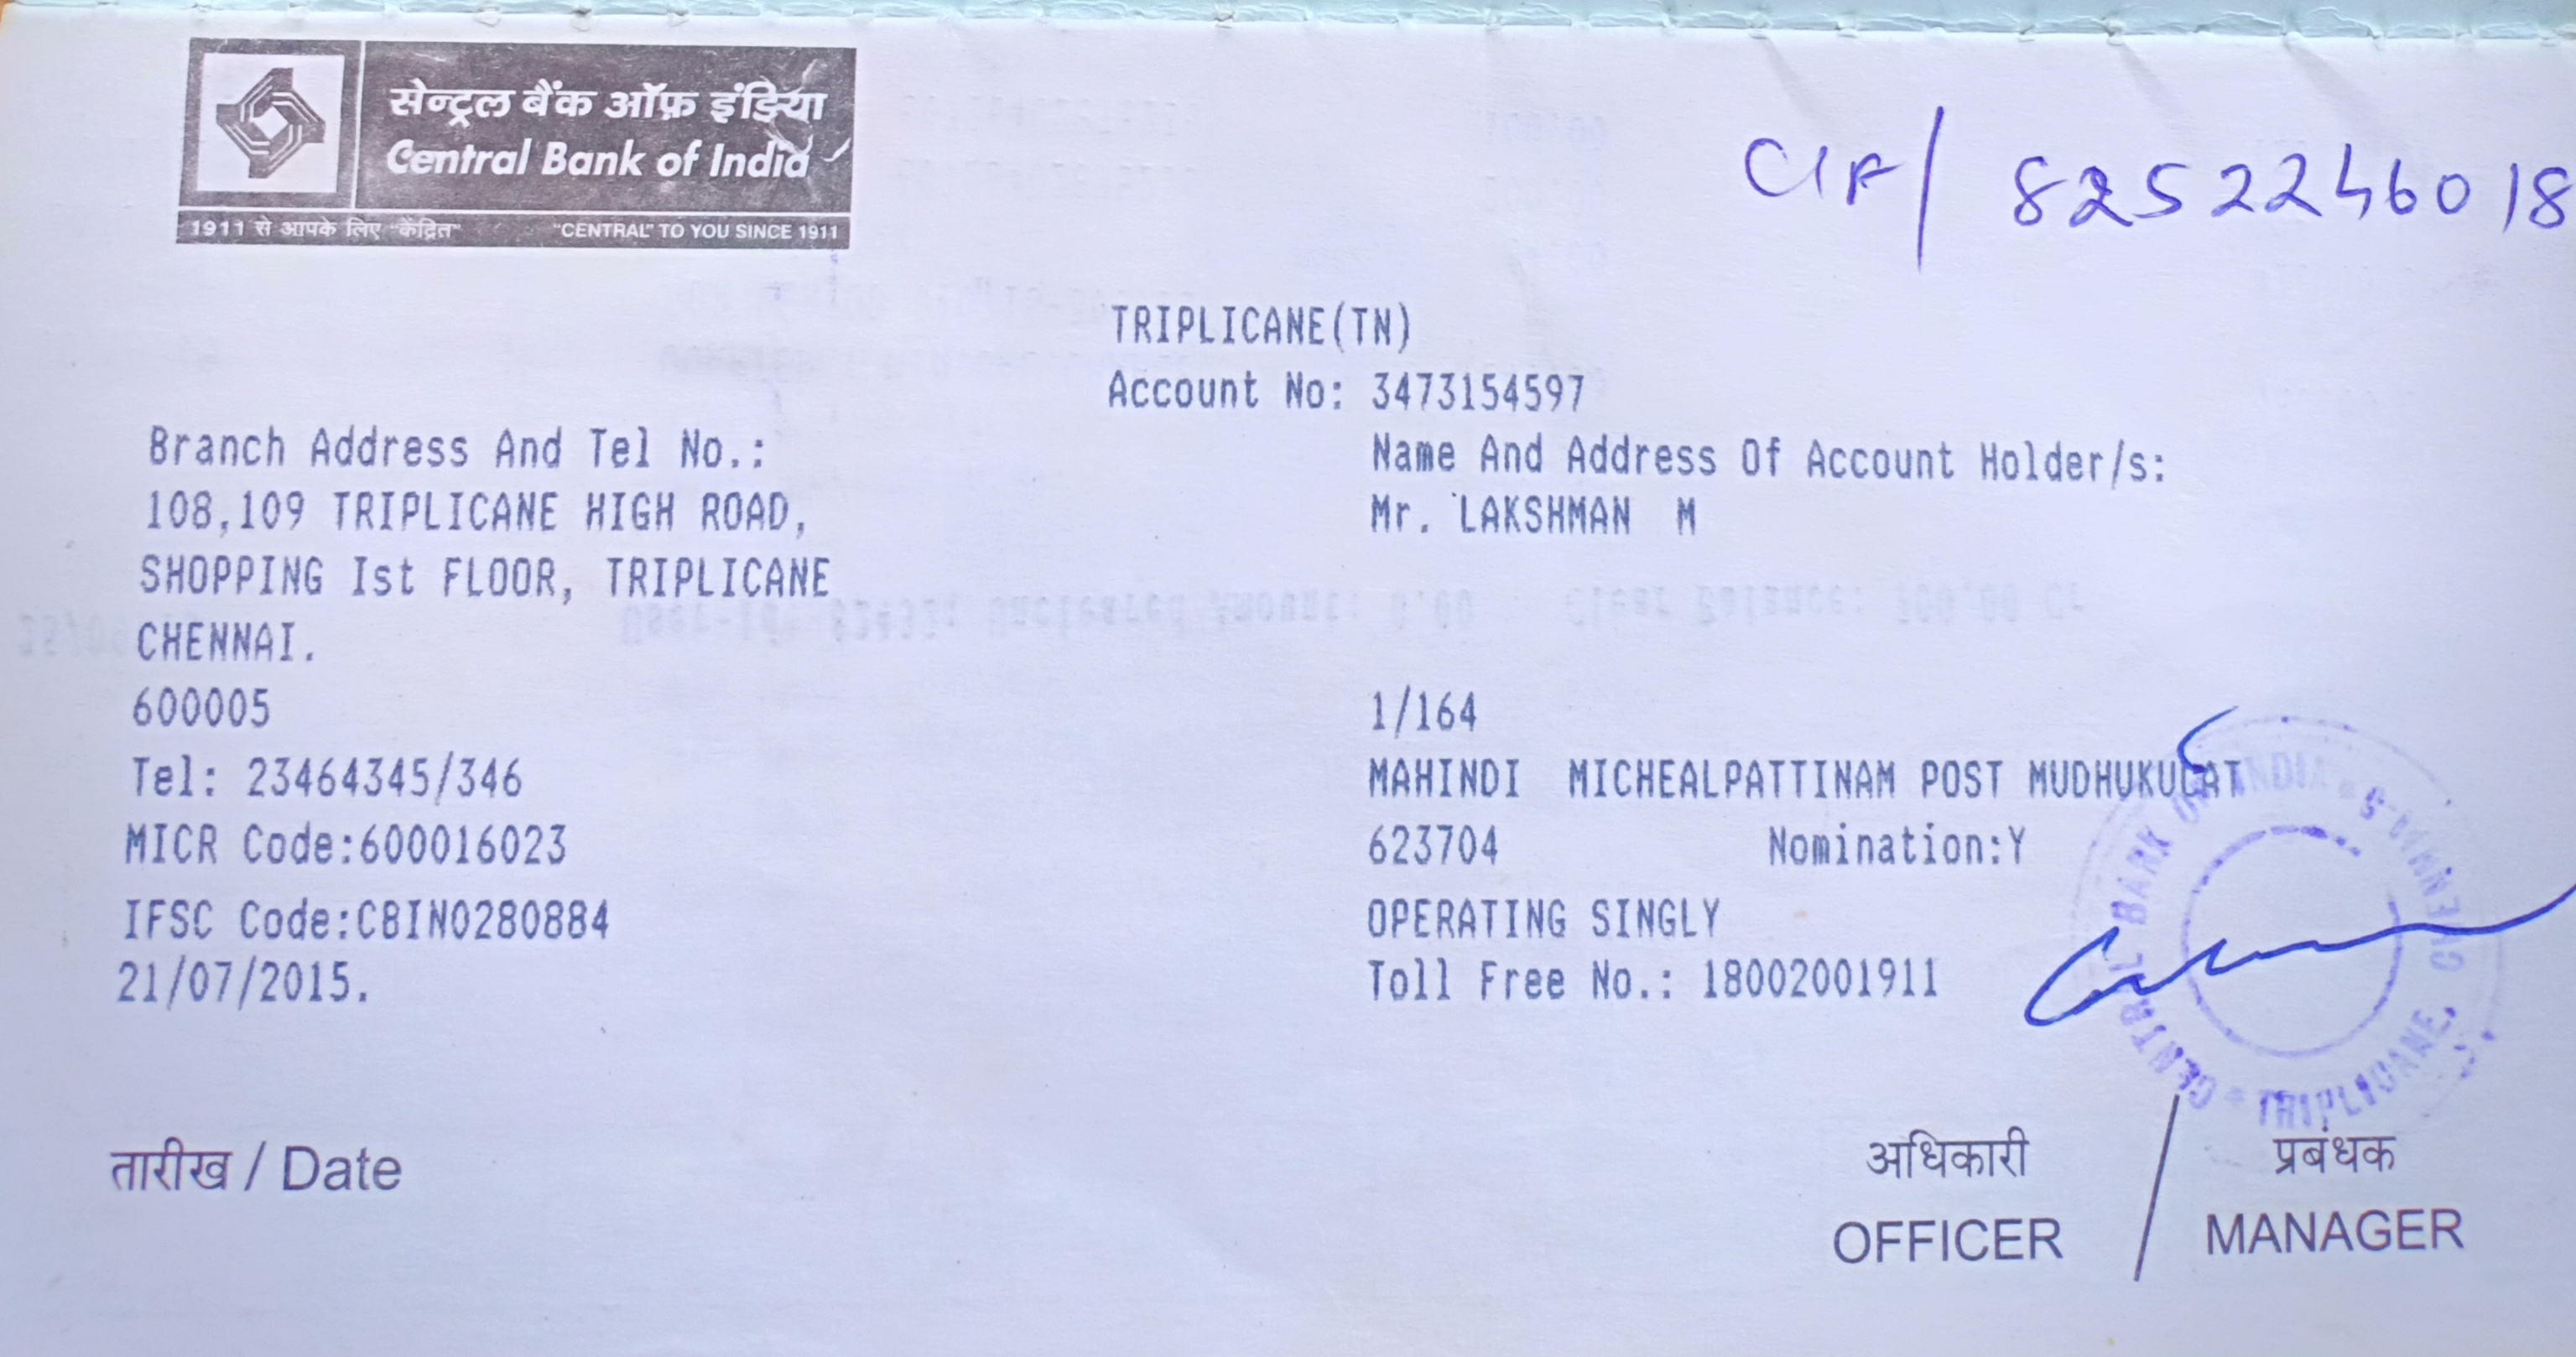 सेन्ट्रल बैंक ऑफ़ इंडिया
Central Bank of India
1911 से आपके लिए "केंद्रित" "CENTRAL" TO YOU SINCE 1911
CIF/ 82522460 18
TRIPLICANE(TN)
Account No: 3473154597
Branch Address And Tel No.:
108,109 TRIPLICANE HIGH ROAD,
SHOPPING Ist FLOOR, TRIPLICANE
CHENNAI.
600005
Tel: 23464345/346
MICR Code:600016023
IFSC Code:CBIN0280884
21/07/2015.
Name And Address Of Account Holder/s:
Mr. LAKSHMAN M
1/164
MAHINDI MICHEALPATTINAM POST MUDHUKULAT
623704 Nomination:Y
OPERATING SINGLY
Toll Free No.: 18002001911
CENTRAL BANK OF INDIA * TRIPLICANE, CHENNAI-5 *
तारीख / Date
अधिकारी / प्रबंधक
OFFICER / MANAGER